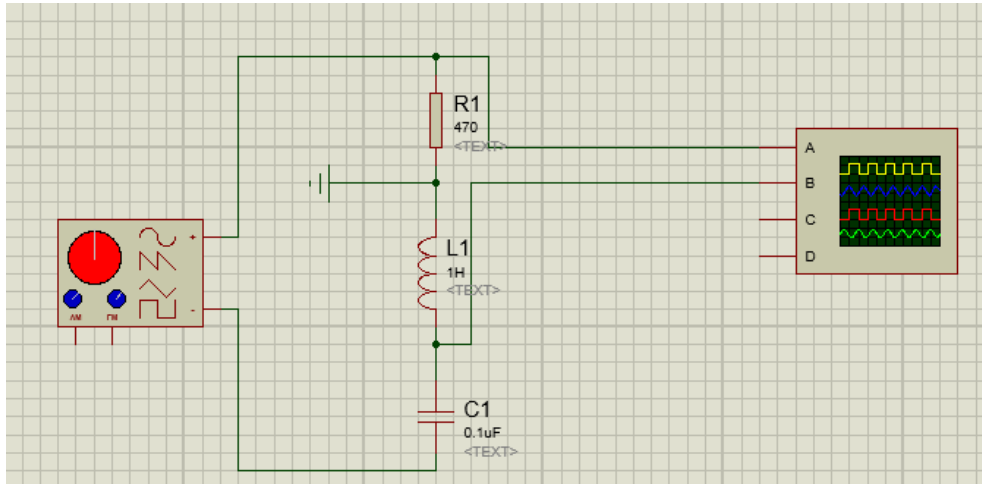 R1
470
<TEXT>
A
B
C
D
+
-
AM
FM
L1
1H
<TEXT>
C1
0.1uF
<TEXT>